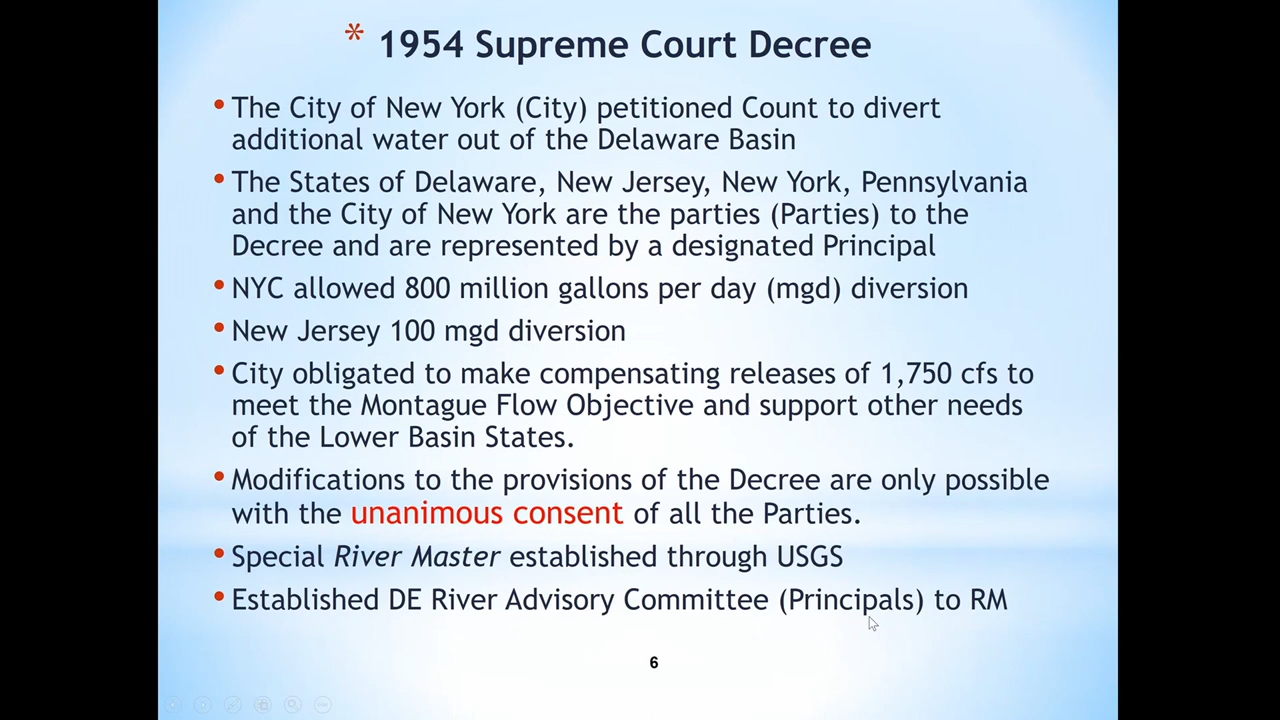 * 1954 Supreme Court Decree
• The City of New York (City) petitioned Count to divert
additional water out of the Delaware Basin
• The States of Delaware, New Jersey, New York, Pennsylvania
and the City of New York are the parties (Parties) to the
Decree and are represented by a designated Principal
• NYC allowed 800 million gallons per day (mgd) diversion
• New Jersey 100 mgd diversion
• City obligated to make compensating releases of 1,750 cfs to
meet the Montague Flow Objective and support other needs
of the Lower Basin States.
• Modifications to the provisions of the Decree are only possible
with the unanimous consent of all the Parties.
• Special River Master established through USGS
• Established DE River Advisory Committee (Principals) to RM
6